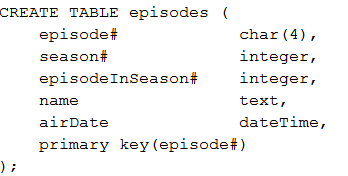 CREATE TABLE episodes (
    episode#            char(4),
    season#             integer,
    episodeInSeason#    integer,
    name                text,
    airDate             dateTime,
    primary key(episode#)
);